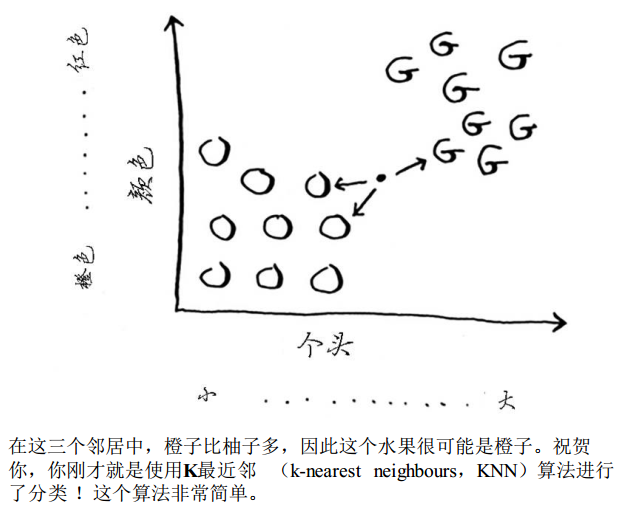 红色
颜色
橙色
G
G
G
G
G
G
G
G
个头
小
大
在这三个邻居中，橙子比柚子多，因此这个水果很可能是橙子。祝贺
你，你刚才就是使用K最近邻 （k-nearest neighbours，KNN）算法进行
了分类 ！这个算法非常简单。